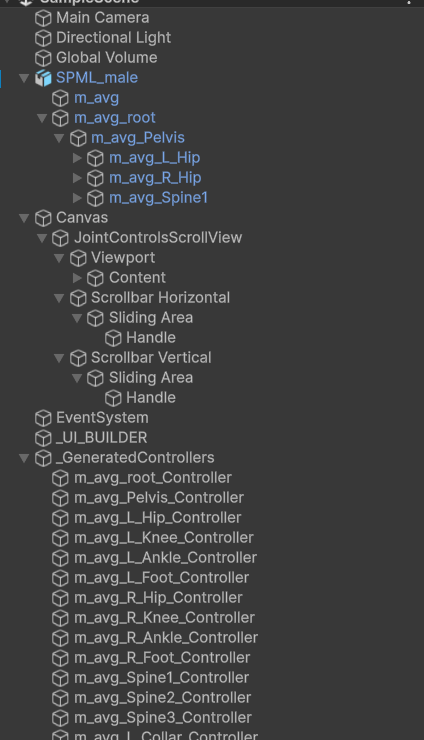 SampleScene
Main Camera
Directional Light
Global Volume
SPML_male
m_avg
m_avg_root
m_avg_Pelvis
m_avg_L_Hip
m_avg_R_Hip
m_avg_Spine1
Canvas
JointControlsScrollView
Viewport
Content
Scrollbar Horizontal
Sliding Area
Handle
Scrollbar Vertical
Sliding Area
Handle
EventSystem
_UI_BUILDER
_GeneratedControllers
m_avg_root_Controller
m_avg_Pelvis_Controller
m_avg_L_Hip_Controller
m_avg_L_Knee_Controller
m_avg_L_Ankle_Controller
m_avg_L_Foot_Controller
m_avg_R_Hip_Controller
m_avg_R_Knee_Controller
m_avg_R_Ankle_Controller
m_avg_R_Foot_Controller
m_avg_Spine1_Controller
m_avg_Spine2_Controller
m_avg_Spine3_Controller
m_avg_L_Collar_Controller